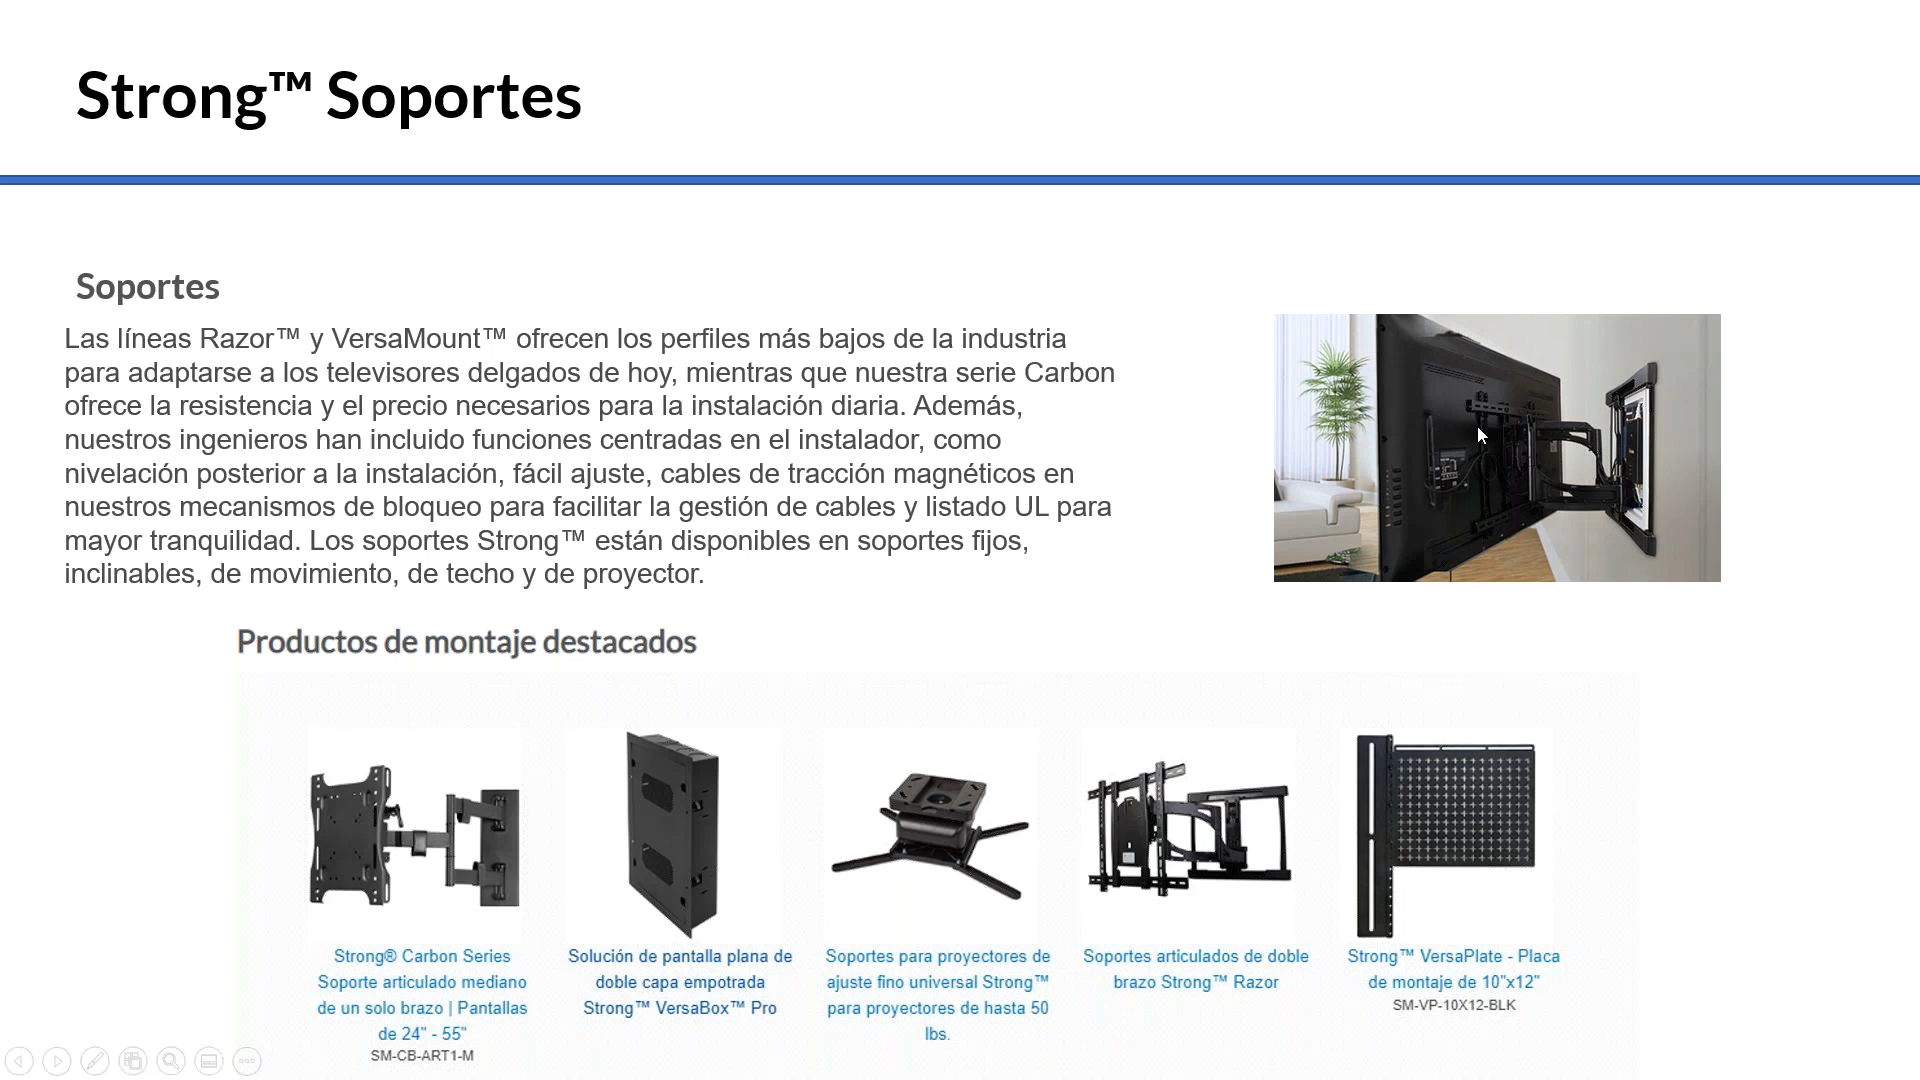 Strong™ Soportes
Soportes
Las líneas Razor™ y VersaMount™ ofrecen los perfiles más bajos de la industria
para adaptarse a los televisores delgados de hoy, mientras que nuestra serie Carbon
ofrece la resistencia y el precio necesarios para la instalación diaria. Además,
nuestros ingenieros han incluido funciones centradas en el instalador, como
nivelación posterior a la instalación, fácil ajuste, cables de tracción magnéticos en
nuestros mecanismos de bloqueo para facilitar la gestión de cables y listado UL para
mayor tranquilidad. Los soportes Strong™ están disponibles en soportes fijos,
inclinables, de movimiento, de techo y de proyector.
Productos de montaje destacados
Strong® Carbon Series
Soporte articulado mediano
de un solo brazo | Pantallas
de 24" - 55"
SM-CB-ART1-M
Solución de pantalla plana de
doble capa empotrada
Strong™ VersaBox™ Pro
Soportes para proyectores de
ajuste fino universal Strong™
para proyectores de hasta 50
lbs.
Soportes articulados de doble
brazo Strong™ Razor
Strong™ VersaPlate - Placa
de montaje de 10"x12"
SM-VP-10X12-BLK